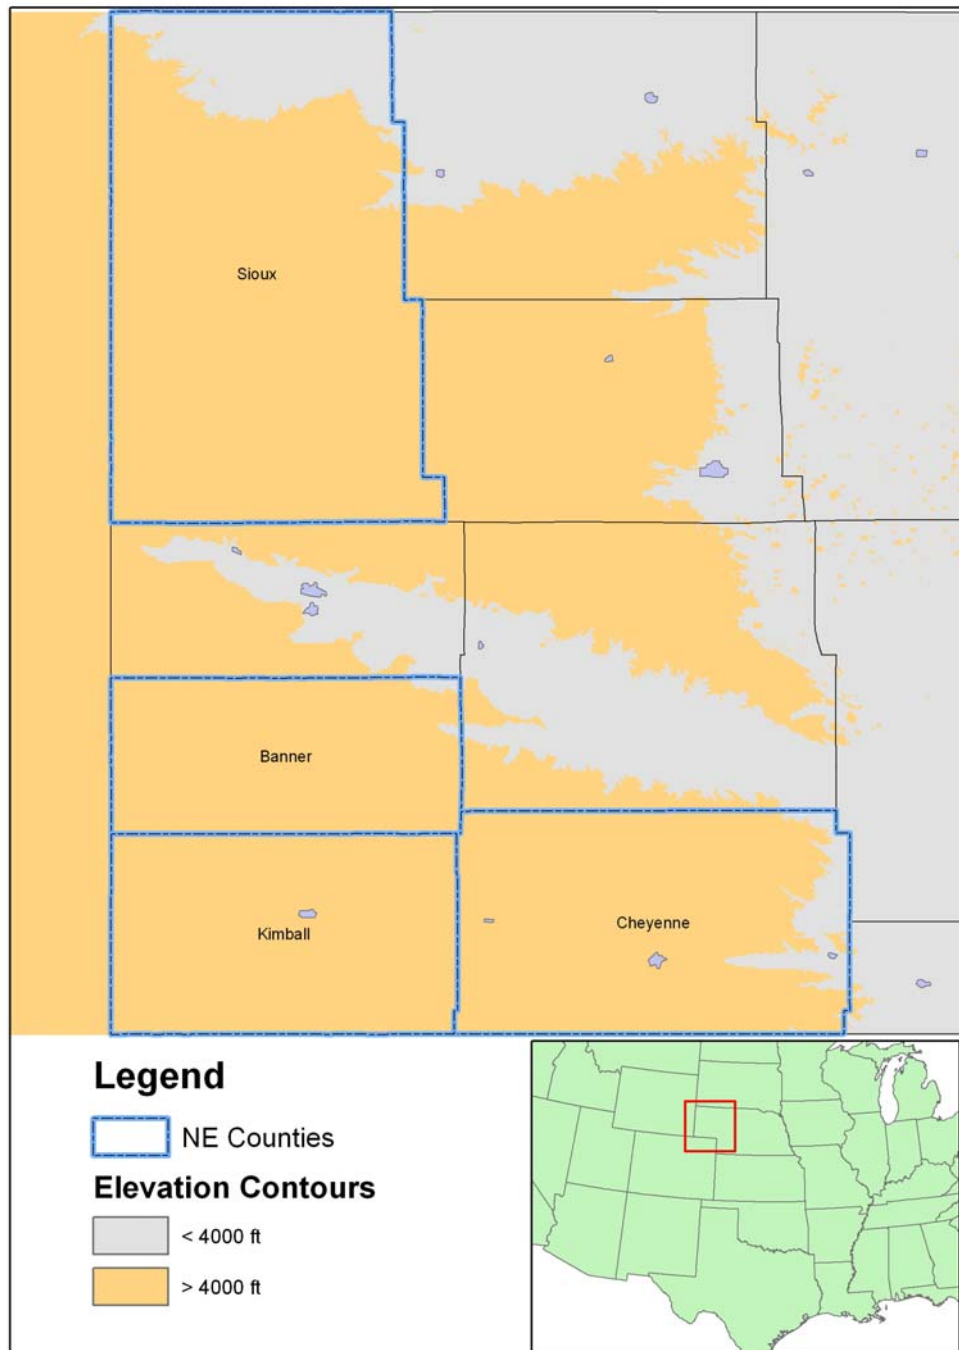 Sioux
Banner
Kimball
Cheyenne
Legend
NE Counties
Elevation Contours
< 4000 ft
> 4000 ft